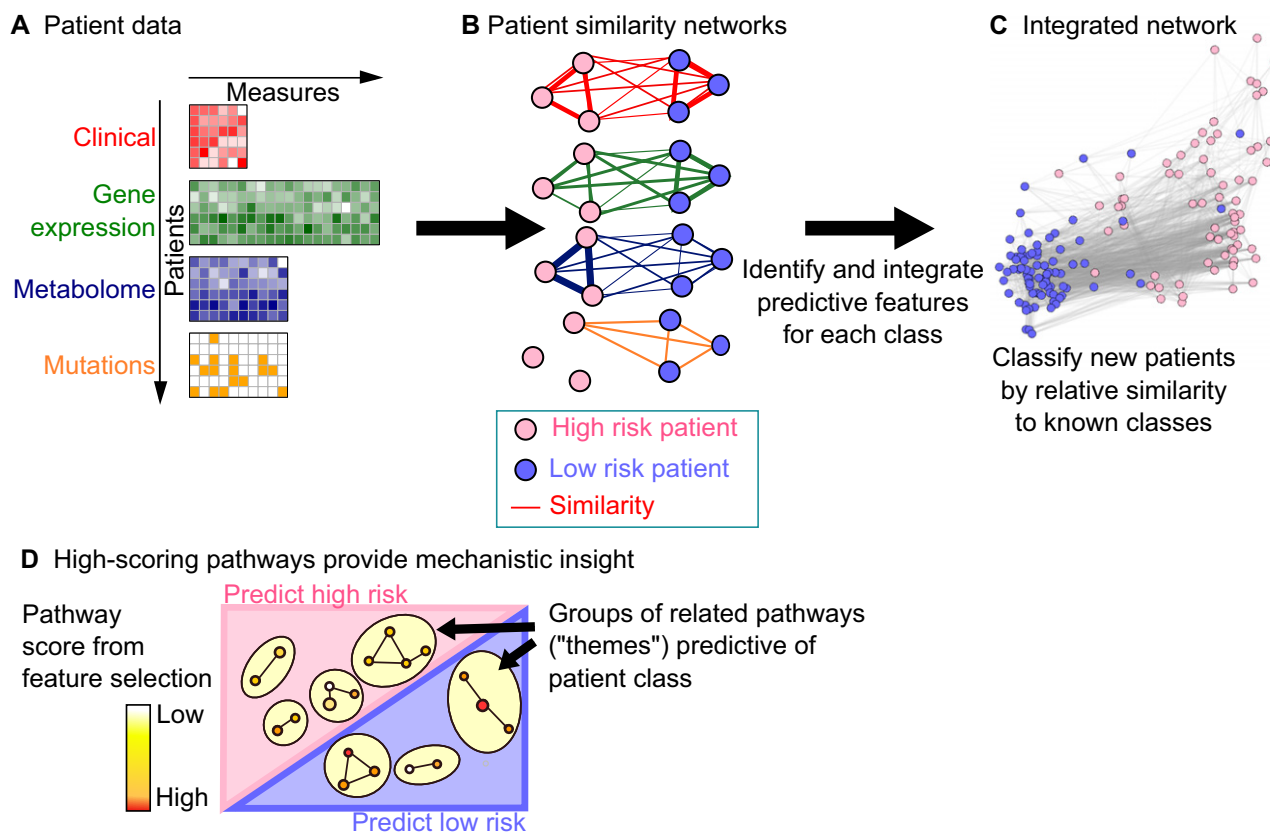 A Patient data
Measures
Patients
Clinical
Gene
expression
Metabolome
Mutations
B Patient similarity networks
Identify and integrate
predictive features
for each class
High risk patient
Low risk patient
Similarity
C Integrated network
Classify new patients
by relative similarity
to known classes
D High-scoring pathways provide mechanistic insight
Pathway
score from
feature selection
Low
High
Predict high risk
Predict low risk
Groups of related pathways
("themes") predictive of
patient class